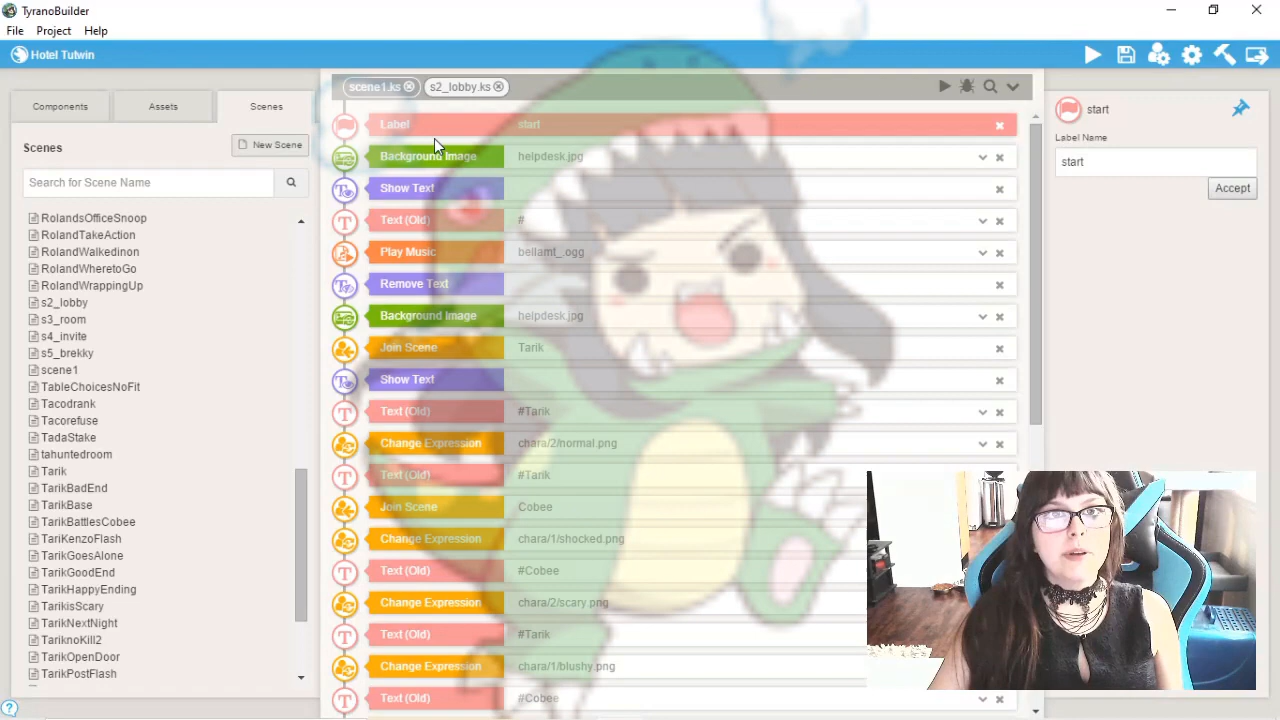 TyranoBuilder
File Project Help
Hotel Tutwin
Components Assets Scenes
Scenes
New Scene
Search for Scene Name
RolandsOfficeSnoop
RolandTakeAction
RolandWalkedinon
RolandWheretoGo
RolandWrappingUp
s2_lobby
s3_room
s4_invite
s5_brekky
scene1
TableChoicesNoFit
Tacodrank
Tacorefuse
TadaStake
tahuntedroom
Tarik
TarikBadEnd
TarikBase
TarikBattlesCobee
TarikKenzoFlash
TarikGoesAlone
TarikGoodEnd
TarikHappyEnding
TarikisScary
TarikNextNight
TariknoKill2
TarikOpenDoor
TarikPostFlash
scene1.ks s2_lobby.ks
Label start
Background Image helpdesk.jpg
Show Text
Text (Old) #
Play Music bellamt_.ogg
Remove Text
Background Image helpdesk.jpg
Join Scene Tarik
Show Text
Text (Old) #Tarik
Change Expression chara/2/normal.png
Text (Old) #Tarik
Join Scene Cobee
Change Expression chara/1/shocked.png
Text (Old) #Cobee
Change Expression chara/2/scary.png
Text (Old) #Tarik
Change Expression chara/1/blushy.png
Text (Old) #Cobee
start
Label Name
start
Accept